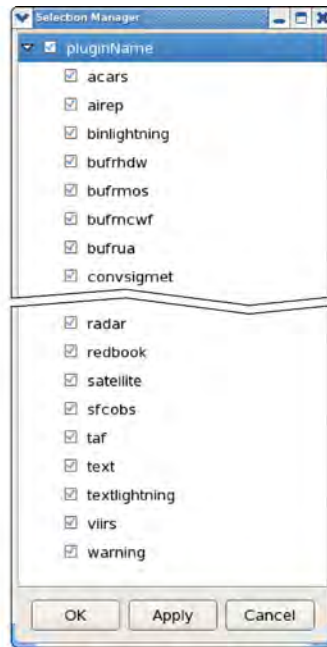 Selection Manager
pluginName
acars
airep
binlightning
bufrhdw
bufrmos
bufrncwf
bufrua
convsigmet
radar
redbook
satellite
sfcobs
taf
text
textlightning
viirs
warning
OK Apply Cancel